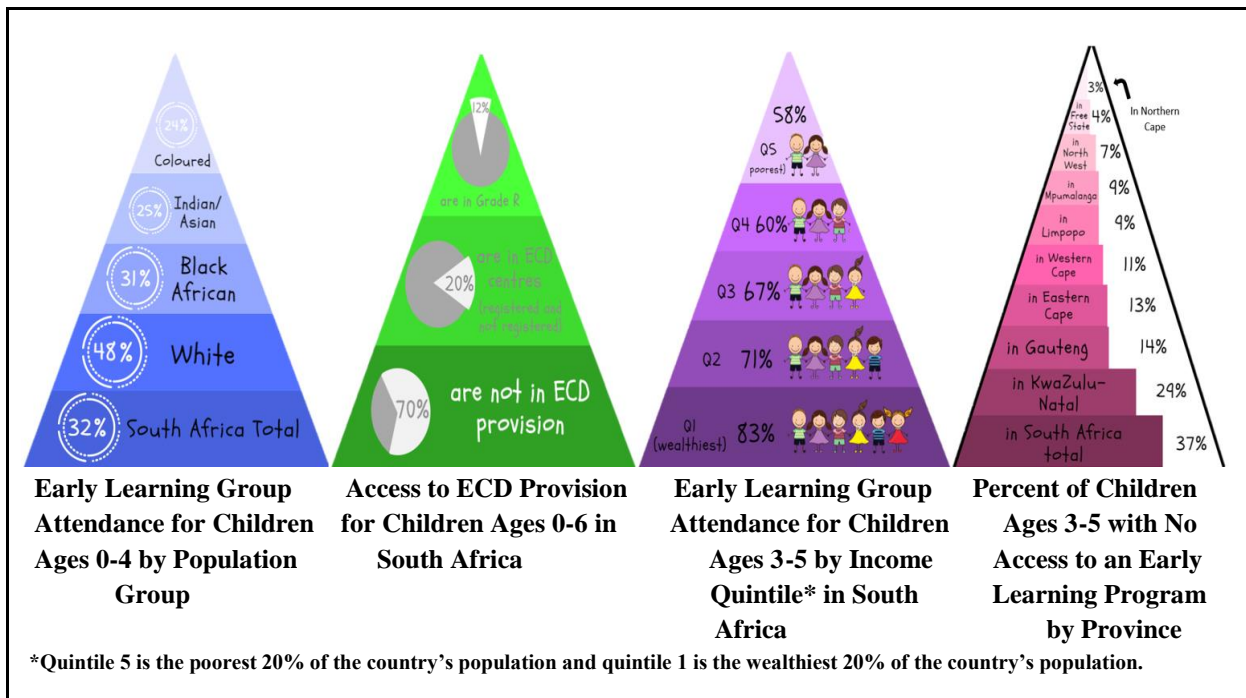 24%
Coloured
25%
Indian/
Asian
31%
Black
African
48%
White
32%
South Africa Total
12%
are in Grade R
20%
are in ECD
centres
(registered and
not registered)
70%
are not in ECD
provision
58%
Q5
poorest)
Q4 60%
Q3 67%
Q2 71%
Q1
(wealthiest)
83%
3%
In Northern
Cape
in
Free
State
4%
in
North
West
7%
in
Mpumalanga
9%
in
Limpopo
9%
in Western
Cape
11%
in Eastern
Cape
13%
in Gauteng
14%
in KwaZulu-
Natal
29%
in South Africa
total
37%
Early Learning Group
Attendance for Children
Ages 0-4 by Population
Group
Access to ECD Provision
for Children Ages 0-6 in
South Africa
Early Learning Group
Attendance for Children
Ages 3-5 by Income
Quintile* in South
Africa
Percent of Children
Ages 3-5 with No
Access to an Early
Learning Program
by Province
*Quintile 5 is the poorest 20% of the country's population and quintile 1 is the wealthiest 20% of the country's population.